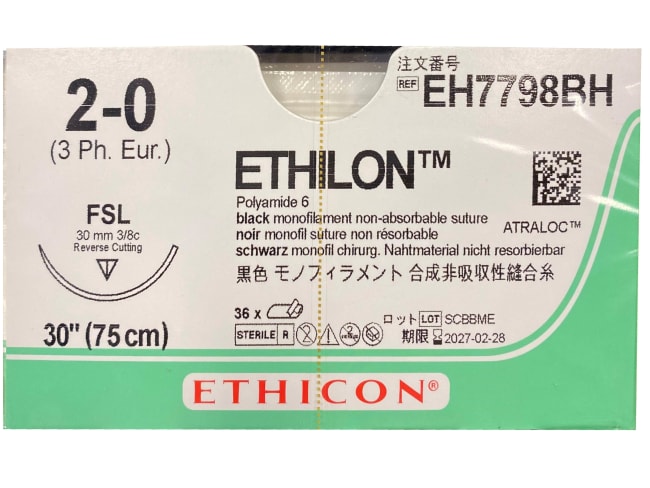 2-0
(3 Ph. Eur.)
FSL
30 mm 3/8c
Reverse Cutting
30" (75 cm)
注文番号
REF EH7798BH
ETHILON™
Polyamide 6
ATRALOC™
black monofilament non-absorbable suture
noir monofil suture non résorbable
schwarz monofil chirurg. Nahtmaterial nicht resorbierbar
黒色 モノフィラメント 合成非吸収性縫合糸
36 x
STERILE R
ロット LOT SCBBME
期限 2027-02-28
ETHICON®